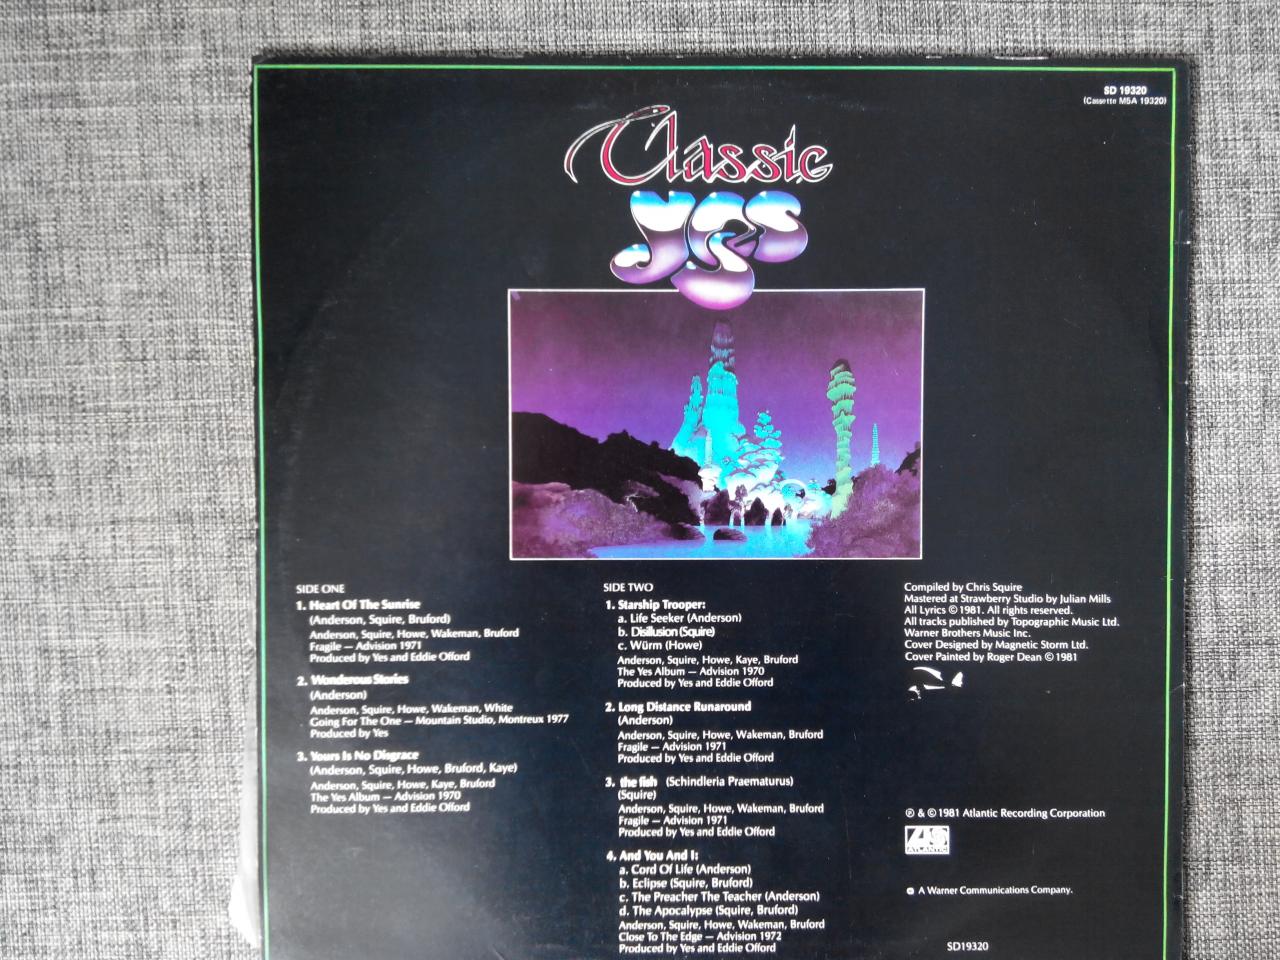 SD 19320
(Cassette M5A 19320)
Classic
Yes
SIDE ONE
1. Heart Of The Sunrise
(Anderson, Squire, Bruford)
Anderson, Squire, Howe, Wakeman, Bruford
Fragile — Advision 1971
Produced by Yes and Eddie Offord
2. Wonderous Stories
(Anderson)
Anderson, Squire, Howe, Wakeman, White
Going For The One — Mountain Studio, Montreux 1977
Produced by Yes
3. Yours Is No Disgrace
(Anderson, Squire, Howe, Bruford, Kaye)
Anderson, Squire, Howe, Kaye, Bruford
The Yes Album — Advision 1970
Produced by Yes and Eddie Offord
SIDE TWO
1. Starship Trooper:
a. Life Seeker (Anderson)
b. Disillusion (Squire)
c. Würm (Howe)
Anderson, Squire, Howe, Kaye, Bruford
The Yes Album — Advision 1970
Produced by Yes and Eddie Offord
2. Long Distance Runaround
(Anderson)
Anderson, Squire, Howe, Wakeman, Bruford
Fragile — Advision 1971
Produced by Yes and Eddie Offord
3. the fish (Schindleria Praematurus)
(Squire)
Anderson, Squire, Howe, Wakeman, Bruford
Fragile — Advision 1971
Produced by Yes and Eddie Offord
4. And You And I:
a. Cord Of Life (Anderson)
b. Eclipse (Squire, Bruford)
c. The Preacher The Teacher (Anderson)
d. The Apocalypse (Squire, Bruford)
Anderson, Squire, Howe, Wakeman, Bruford
Close To The Edge — Advision 1972
Produced by Yes and Eddie Offord
Compiled by Chris Squire
Mastered at Strawberry Studio by Julian Mills
All Lyrics © 1981. All rights reserved.
All tracks published by Topographic Music Ltd.
Warner Brothers Music Inc.
Cover Designed by Magnetic Storm Ltd.
Cover Painted by Roger Dean © 1981
℗ & © 1981 Atlantic Recording Corporation
ATLANTIC
A Warner Communications Company.
SD19320